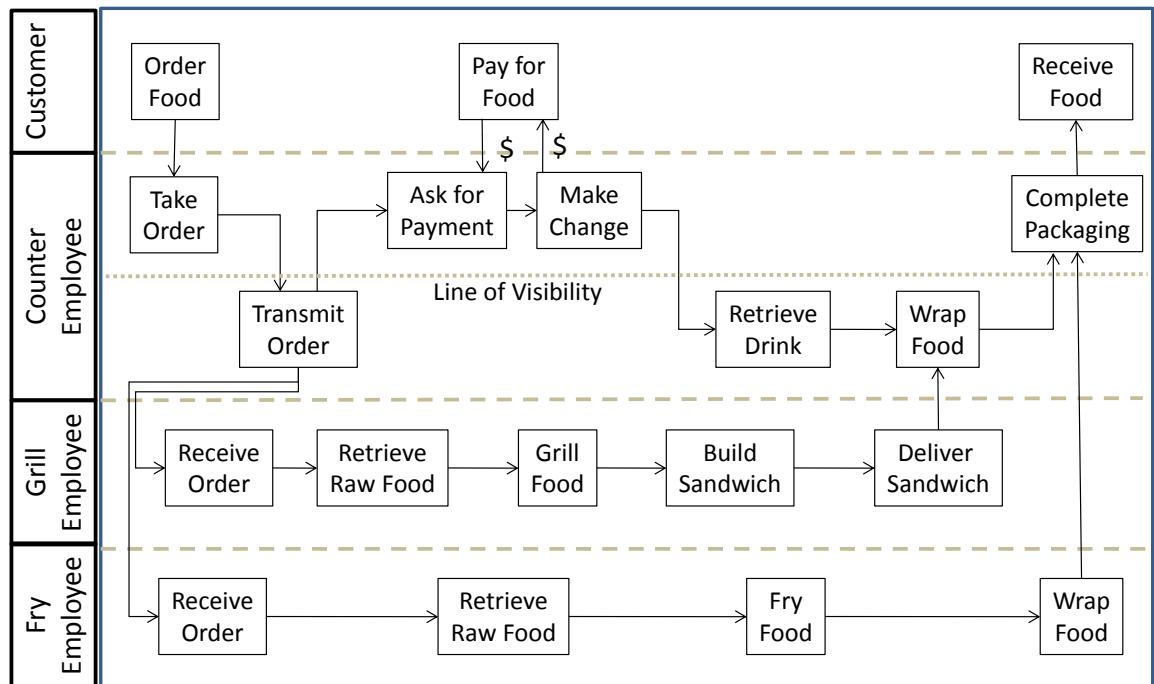 Customer
Order
Food
Pay for
Food
Receive
Food
$
$
Counter
Employee
Take
Order
Ask for
Payment
Make
Change
Complete
Packaging
Line of Visibility
Transmit
Order
Retrieve
Drink
Wrap
Food
Grill
Employee
Receive
Order
Retrieve
Raw Food
Grill
Food
Build
Sandwich
Deliver
Sandwich
Fry
Employee
Receive
Order
Retrieve
Raw Food
Fry
Food
Wrap
Food